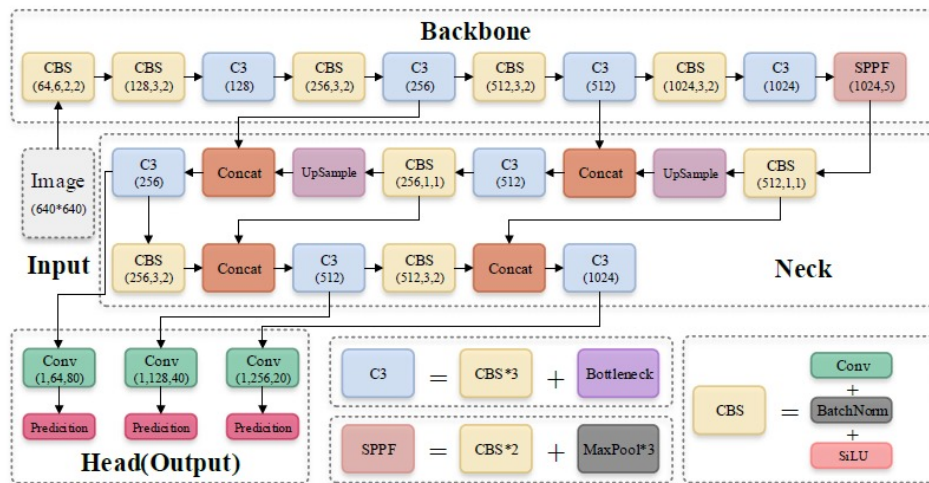 Backbone
CBS
(64,6,2,2)
CBS
(128,3,2)
C3
(128)
CBS
(256,3,2)
C3
(256)
CBS
(512,3,2)
C3
(512)
CBS
(1024,3,2)
C3
(1024)
SPPF
(1024,5)
Image
(640*640)
Input
C3
(256)
Concat
UpSample
CBS
(256,1,1)
C3
(512)
Concat
UpSample
CBS
(512,1,1)
CBS
(256,3,2)
Concat
C3
(512)
CBS
(512,3,2)
Concat
C3
(1024)
Neck
Conv
(1,64,80)
Conv
(1,128,40)
Conv
(1,256,20)
Predicition
Predicition
Predicition
Head(Output)
C3 = CBS*3 + Bottleneck
SPPF = CBS*2 + MaxPool*3
CBS =
Conv
+
BatchNorm
+
SiLU